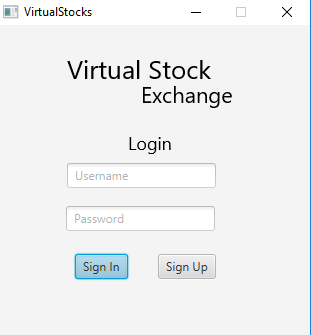 VirtualStocks
Virtual Stock
Exchange
Login
Username
Password
Sign In Sign Up